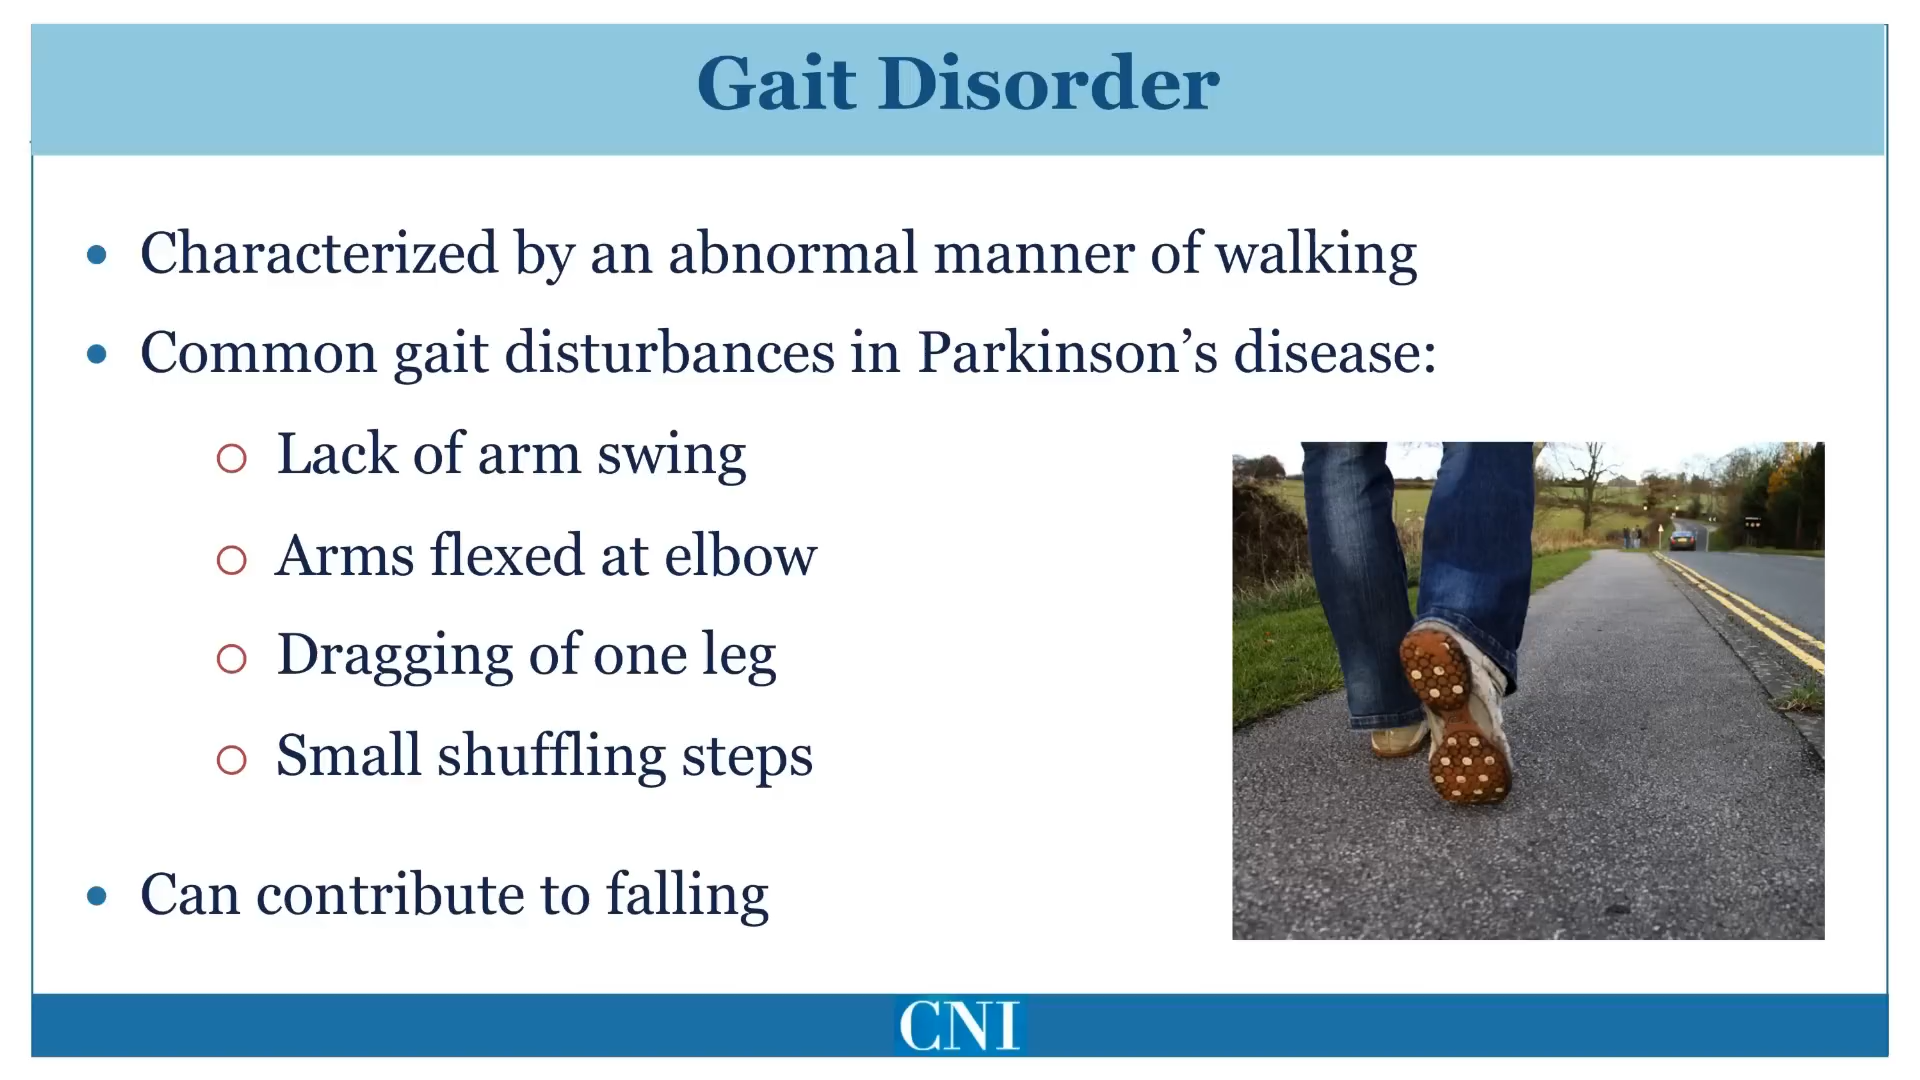 Gait Disorder
• Characterized by an abnormal manner of walking
• Common gait disturbances in Parkinson’s disease:
○ Lack of arm swing
○ Arms flexed at elbow
○ Dragging of one leg
○ Small shuffling steps
• Can contribute to falling
CNI